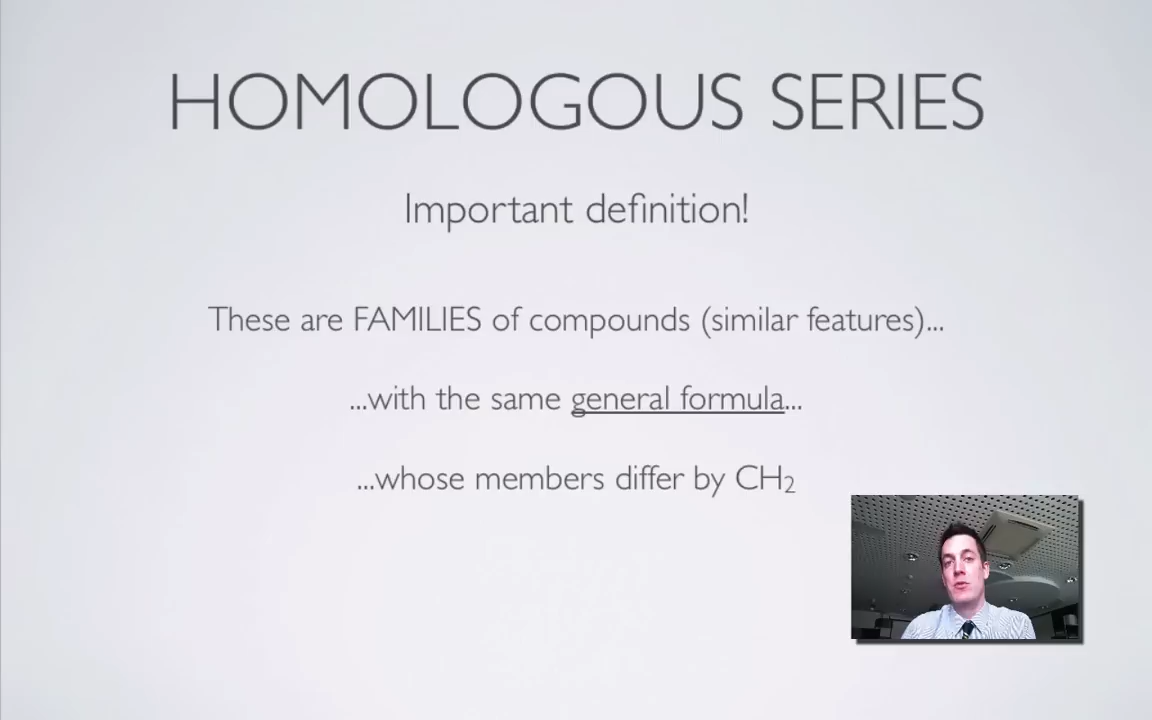 HOMOLOGOUS SERIES
Important definition!
These are FAMILIES of compounds (similar features)...
...with the same general formula...
...whose members differ by CH₂